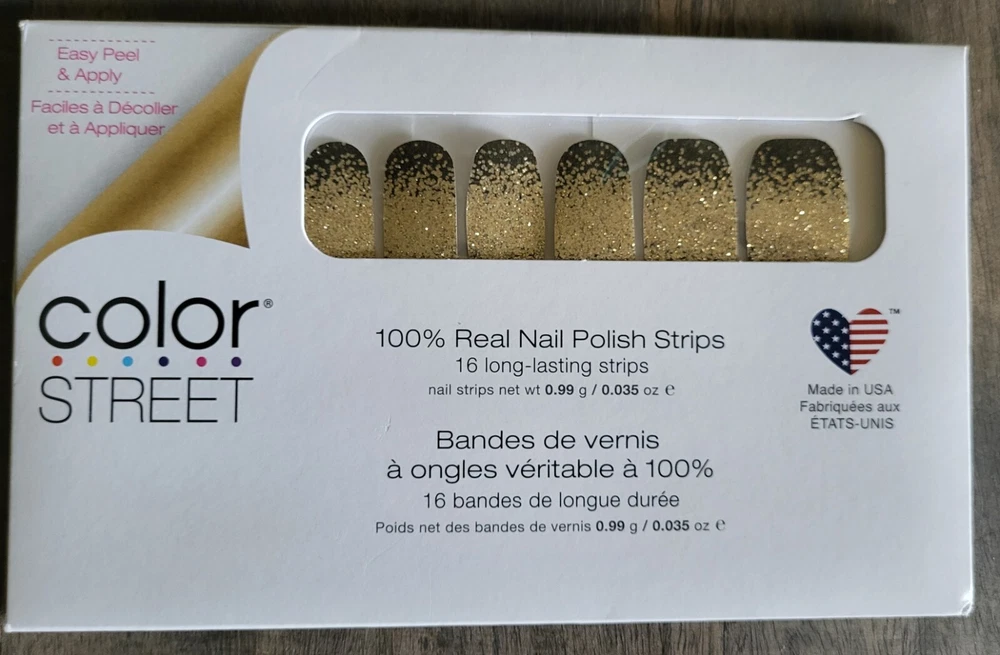 Easy Peel
& Apply
Faciles à Décoller
et à Appliquer
color®
STREET
100% Real Nail Polish Strips
16 long-lasting strips
nail strips net wt 0.99 g / 0.035 oz ℮
Bandes de vernis
à ongles véritable à 100%
16 bandes de longue durée
Poids net des bandes de vernis 0.99 g / 0.035 oz ℮
TM
Made in USA
Fabriquées aux
ÉTATS-UNIS